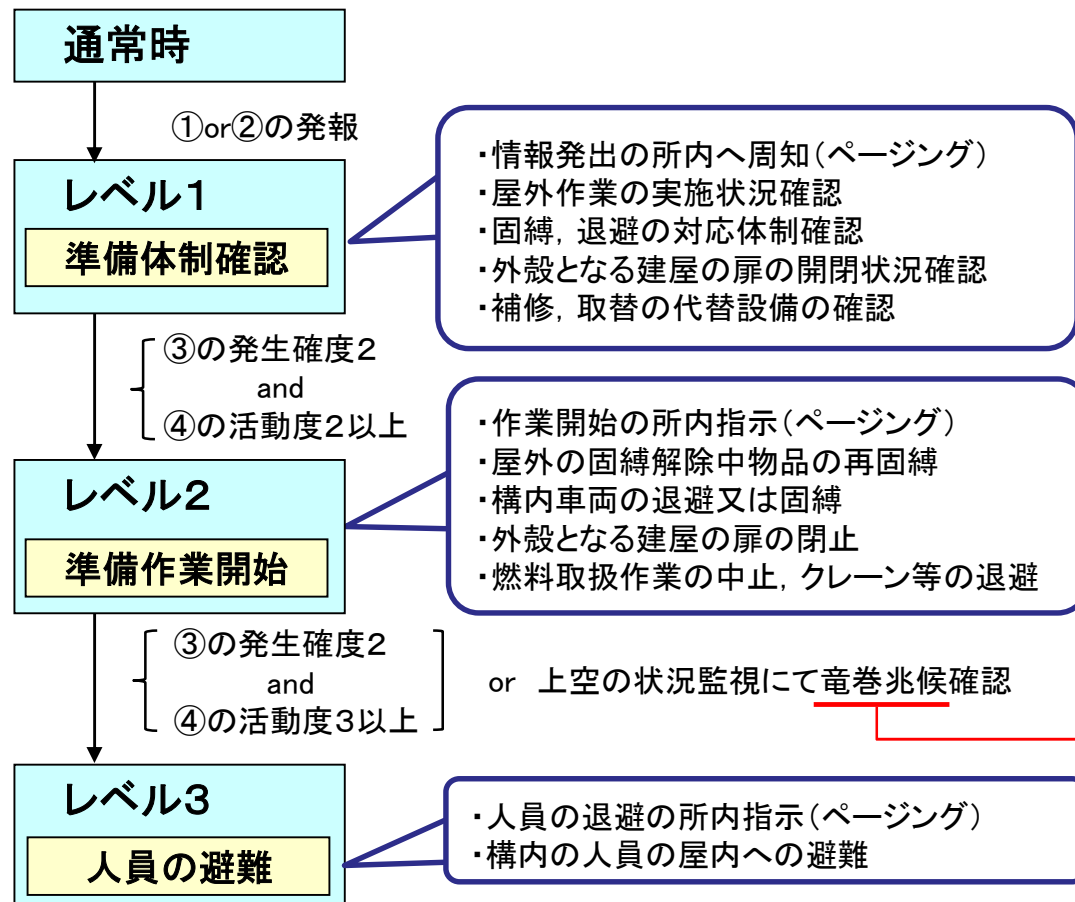 通常時
①or②の発報
レベル1
準備体制確認
・情報発出の所内へ周知(ページング)
・屋外作業の実施状況確認
・固縛, 退避の対応体制確認
・外殻となる建屋の扉の開閉状況確認
・補修, 取替の代替設備の確認
③の発生確度2
and
④の活動度2以上
レベル2
準備作業開始
・作業開始の所内指示(ページング)
・屋外の固縛解除中物品の再固縛
・構内車両の退避又は固縛
・外殻となる建屋の扉の閉止
・燃料取扱作業の中止, クレーン等の退避
③の発生確度2
and
④の活動度3以上
or 上空の状況監視にて竜巻兆候確認
レベル3
人員の避難
・人員の退避の所内指示(ページング)
・構内の人員の屋内への避難